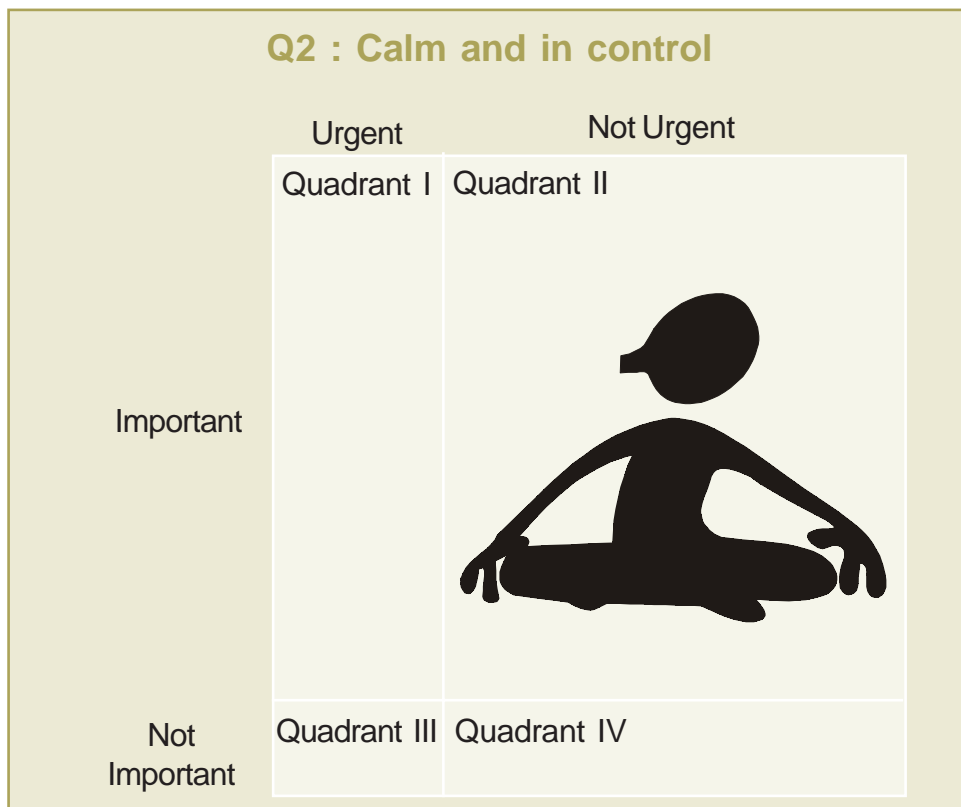 Q2 : Calm and in control
Urgent Not Urgent
Quadrant I Quadrant II
Important
Not
Important
Quadrant III Quadrant IV